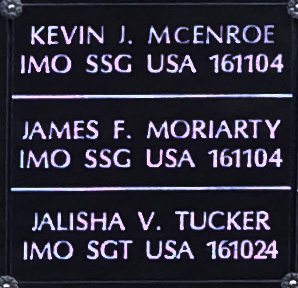 KEVIN J. MCENROE
IMO SSG USA 161104
JAMES F. MORIARTY
IMO SSG USA 161104
JALISHA V. TUCKER
IMO SGT USA 161024